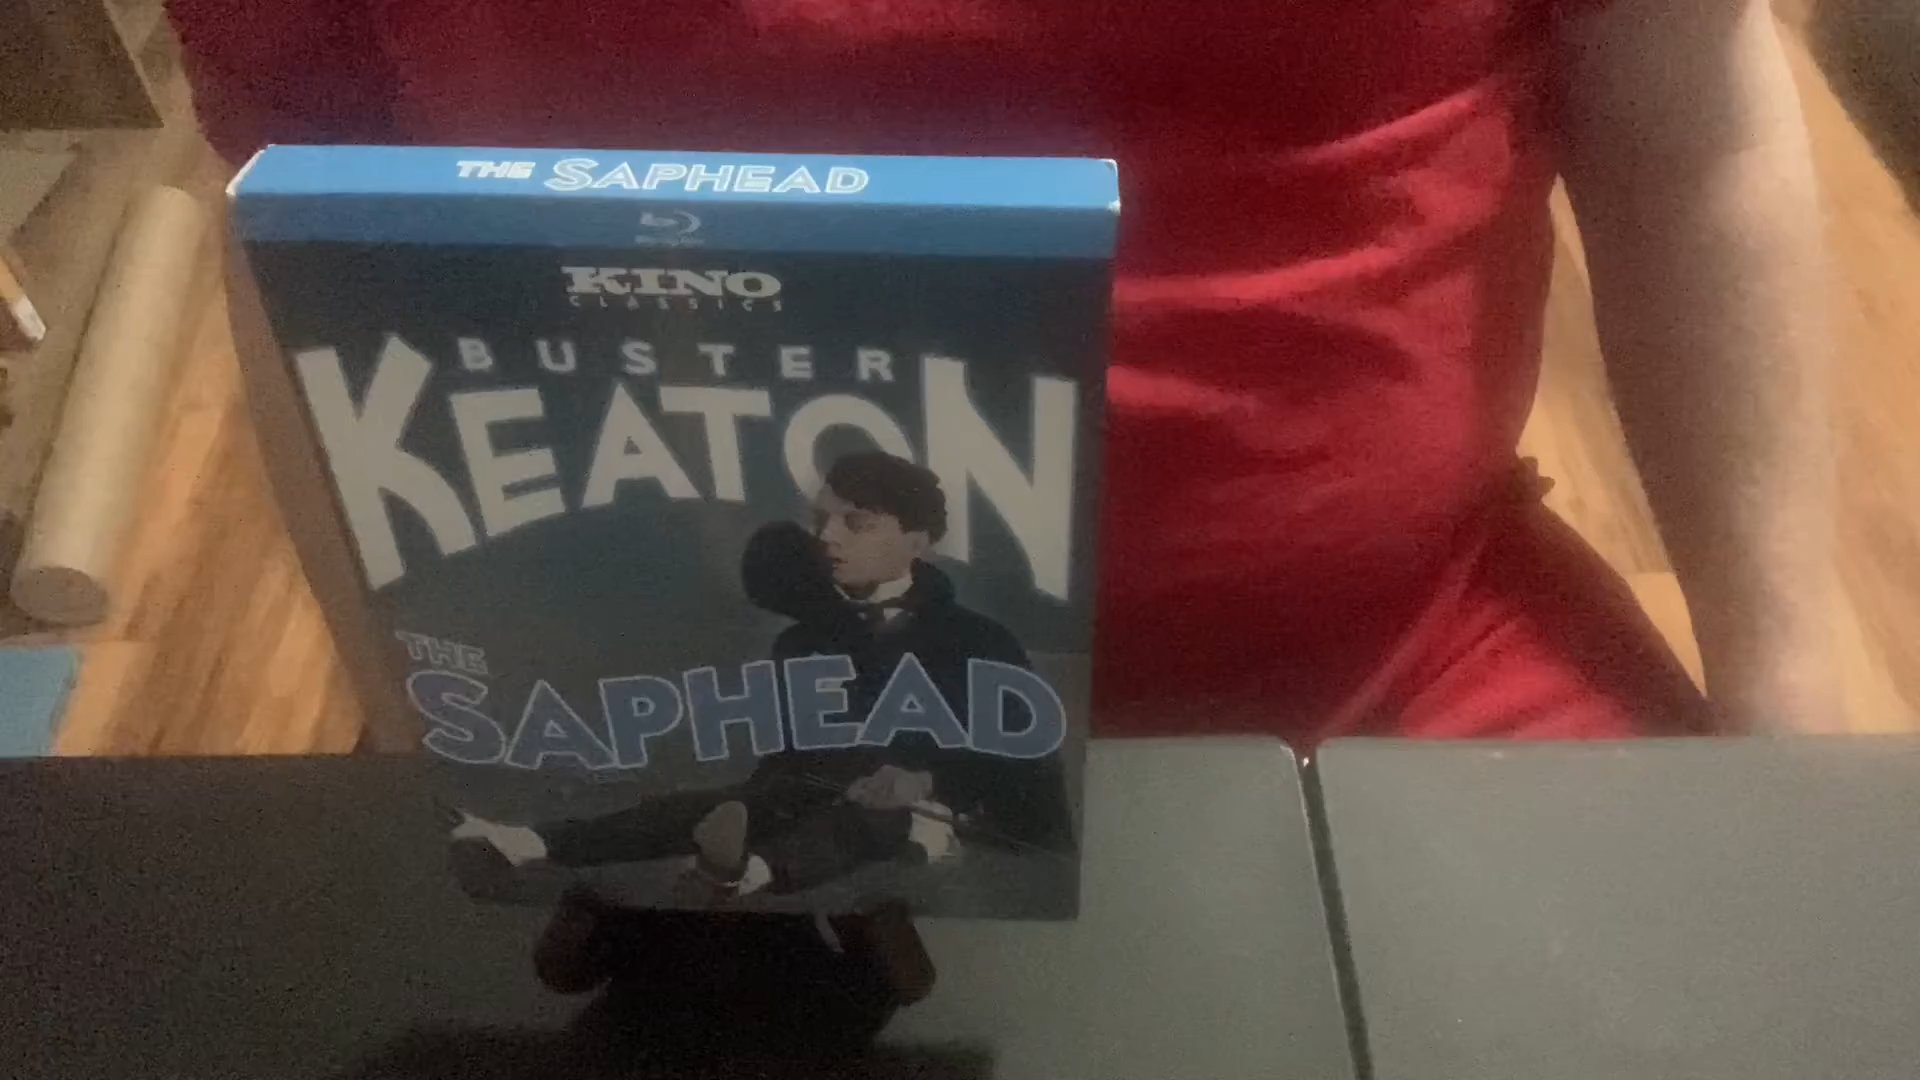 THE SAPHEAD
KINO
CLASSICS
BUSTER
KEATON
THE
SAPHEAD